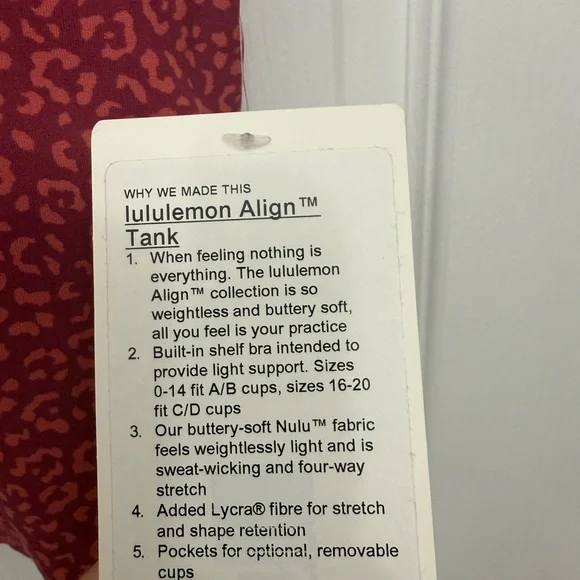 WHY WE MADE THIS
lululemon Align™
Tank
1. When feeling nothing is
everything. The lululemon
Align™ collection is so
weightless and buttery soft,
all you feel is your practice
2. Built-in shelf bra intended to
provide light support. Sizes
0-14 fit A/B cups, sizes 16-20
fit C/D cups
3. Our buttery-soft Nulu™ fabric
feels weightlessly light and is
sweat-wicking and four-way
stretch
4. Added Lycra® fibre for stretch
and shape retention
5. Pockets for optional, removable
cups